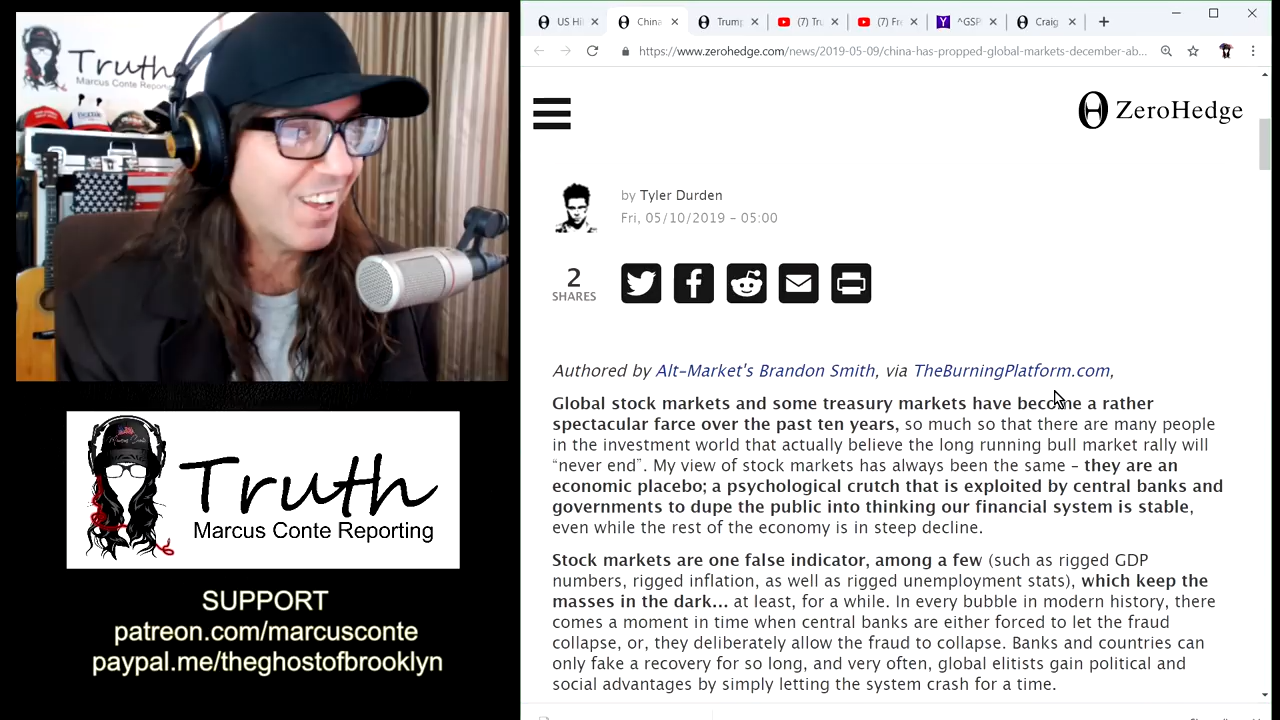 Truth
Marcus Conte Reporting
Truth
Marcus Conte Reporting
SUPPORT
patreon.com/marcusconte
paypal.me/theghostofbrooklyn
US Hi
China
Trump
(7) Tru
(7) Fre
^GSP
Craig
https://www.zerohedge.com/news/2019-05-09/china-has-propped-global-markets-december-ab...
ZeroHedge
by Tyler Durden
Fri, 05/10/2019 - 05:00
2
SHARES
Authored by Alt-Market's Brandon Smith, via TheBurningPlatform.com,
Global stock markets and some treasury markets have become a rather
spectacular farce over the past ten years, so much so that there are many people
in the investment world that actually believe the long running bull market rally will
“never end”. My view of stock markets has always been the same – they are an
economic placebo; a psychological crutch that is exploited by central banks and
governments to dupe the public into thinking our financial system is stable,
even while the rest of the economy is in steep decline.
Stock markets are one false indicator, among a few (such as rigged GDP
numbers, rigged inflation, as well as rigged unemployment stats), which keep the
masses in the dark... at least, for a while. In every bubble in modern history, there
comes a moment in time when central banks are either forced to let the fraud
collapse, or, they deliberately allow the fraud to collapse. Banks and countries can
only fake a recovery for so long, and very often, global elitists gain political and
social advantages by simply letting the system crash for a time.